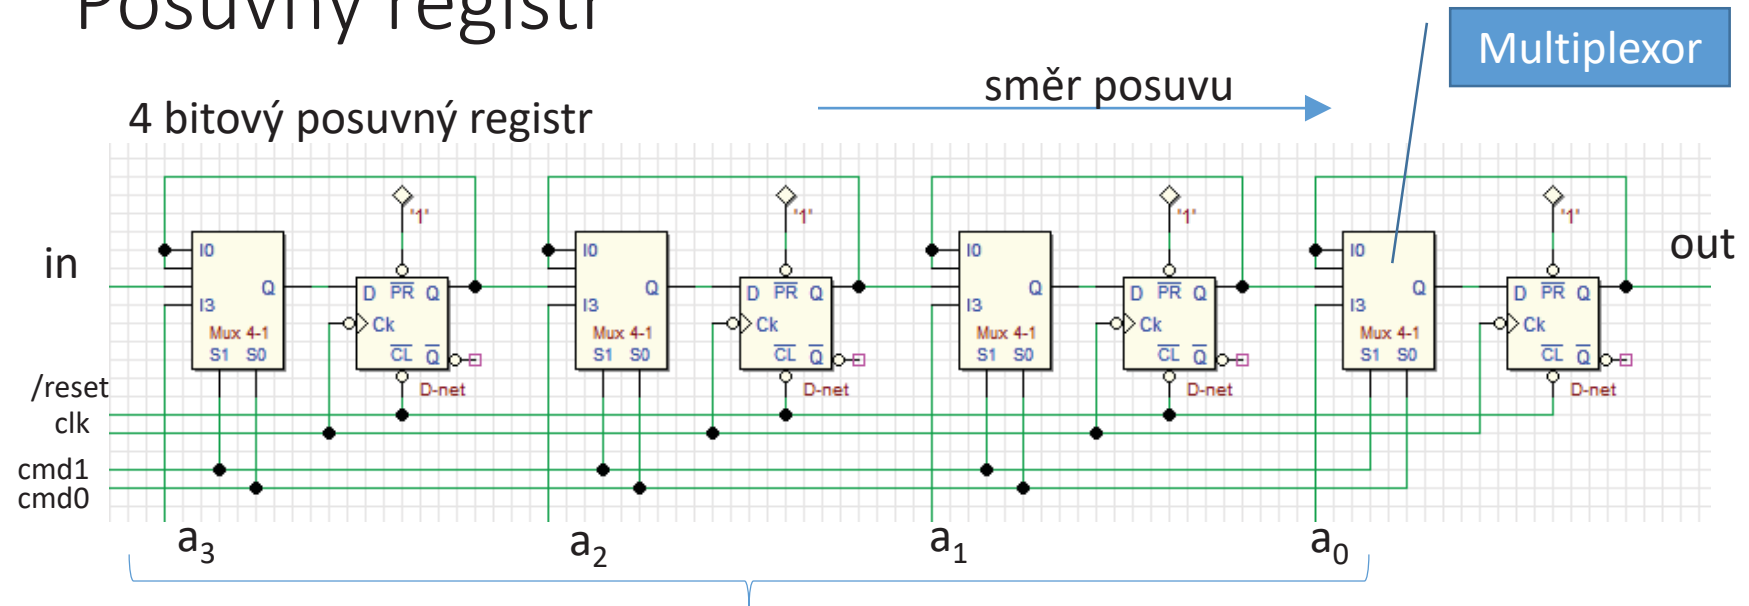 Posuvný registr
Multiplexor
směr posuvu
4 bitový posuvný registr
"1" "1" "1" "1"
in I0 I0 I0 I0 out
Q D PR Q Q D PR Q Q D PR Q Q D PR Q
I3 I3 I3 I3
Mux 4-1 Ck Mux 4-1 Ck Mux 4-1 Ck Mux 4-1 Ck
S1 S0 CL Q S1 S0 CL Q S1 S0 CL Q S1 S0 CL Q
/reset D-net D-net D-net D-net
clk
cmd1
cmd0
a3 a2 a1 a0